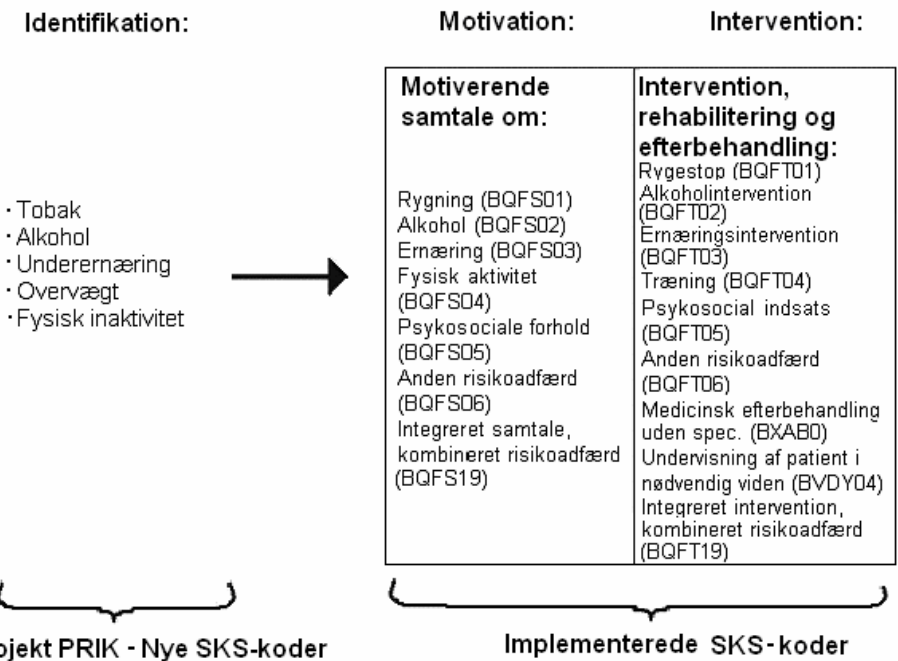 Identifikation:
Motivation:
Intervention:
· Tobak
· Alkohol
· Underernæring
· Overvægt
· Fysisk inaktivitet
Motiverende
samtale om:
Rygning (BQFS01)
Alkohol (BQFS02)
Ernæring (BQFS03)
Fysisk aktivitet
(BQFS04)
Psykosociale forhold
(BQFS05)
Anden risikoadfærd
(BQFS06)
Integreret samtale,
kombineret risikoadfærd
(BQFS19)
Intervention,
rehabilitering og
efterbehandling:
Rygestop (BQFT01)
Alkoholintervention
(BQFT02)
Ernæringsintervention
(BQFT03)
Træning (BQFT04)
Psykosocial indsats
(BQFT05)
Anden risikoadfærd
(BQFT06)
Medicinsk efterbehandling
uden spec. (BXAB0)
Undervisning af patient i
nødvendig viden (BVDY04)
Integreret intervention,
kombineret risikoadfærd
(BQFT19)
ojekt PRIK - Nye SKS-koder
Implementerede SKS-koder